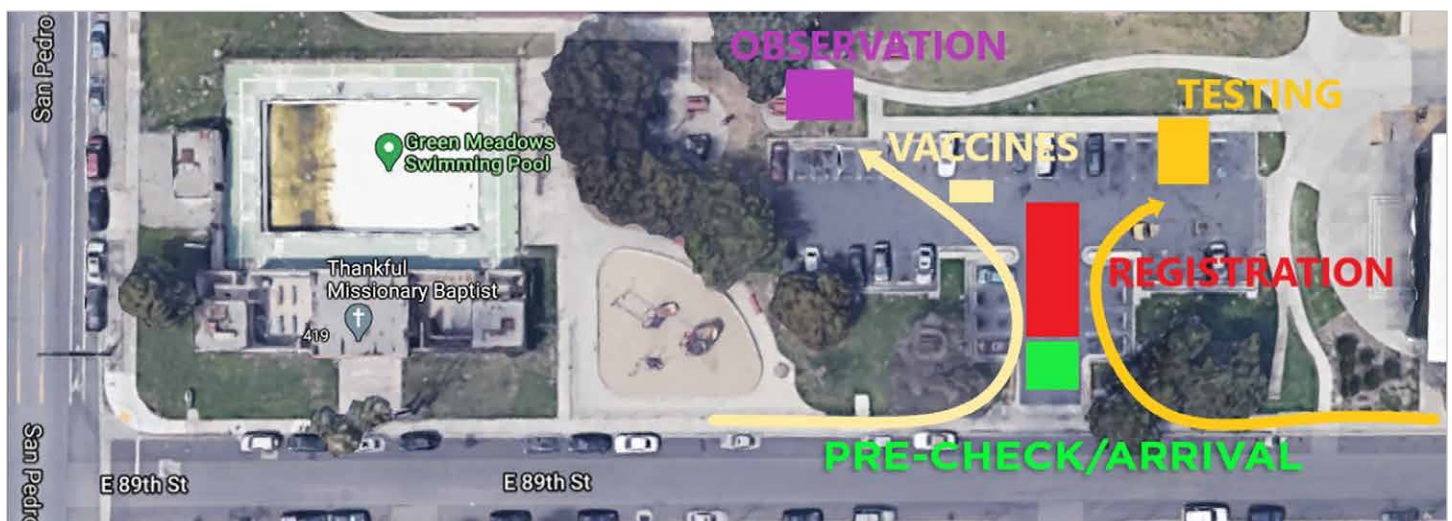 San Pedro
OBSERVATION
TESTING
Green Meadows
Swimming Pool
VACCINES
Thankful
Missionary Baptist
419
REGISTRATION
PRE-CHECK/ARRIVAL
San Pedro
E 89th St
E 89th St